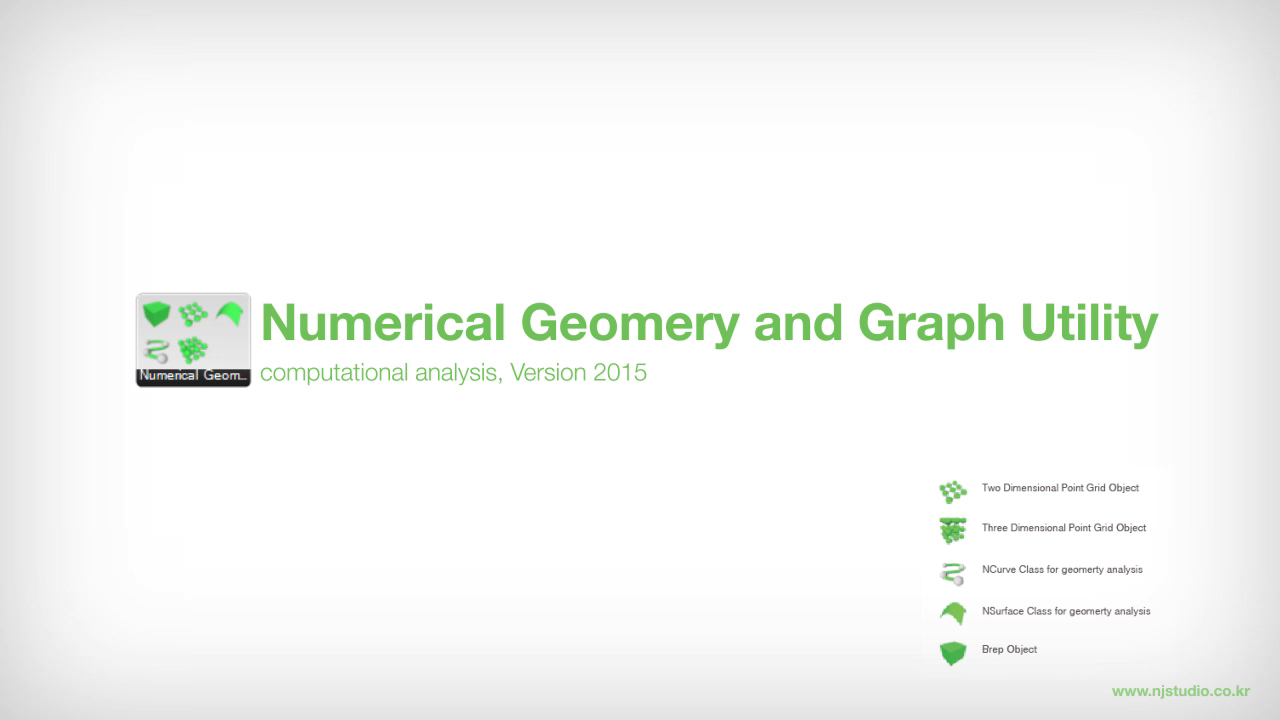 Numerical Geomery and Graph Utility
Numerical Geom...
computational analysis, Version 2015
Two Dimensional Point Grid Object
Three Dimensional Point Grid Object
NCurve Class for geomerty analysis
NSurface Class for geomerty analysis
Brep Object
www.njstudio.co.kr